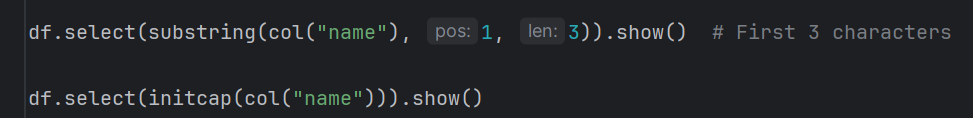 df.select(substring(col("name"), pos: 1, len: 3)).show()  # First 3 characters
df.select(initcap(col("name"))).show()